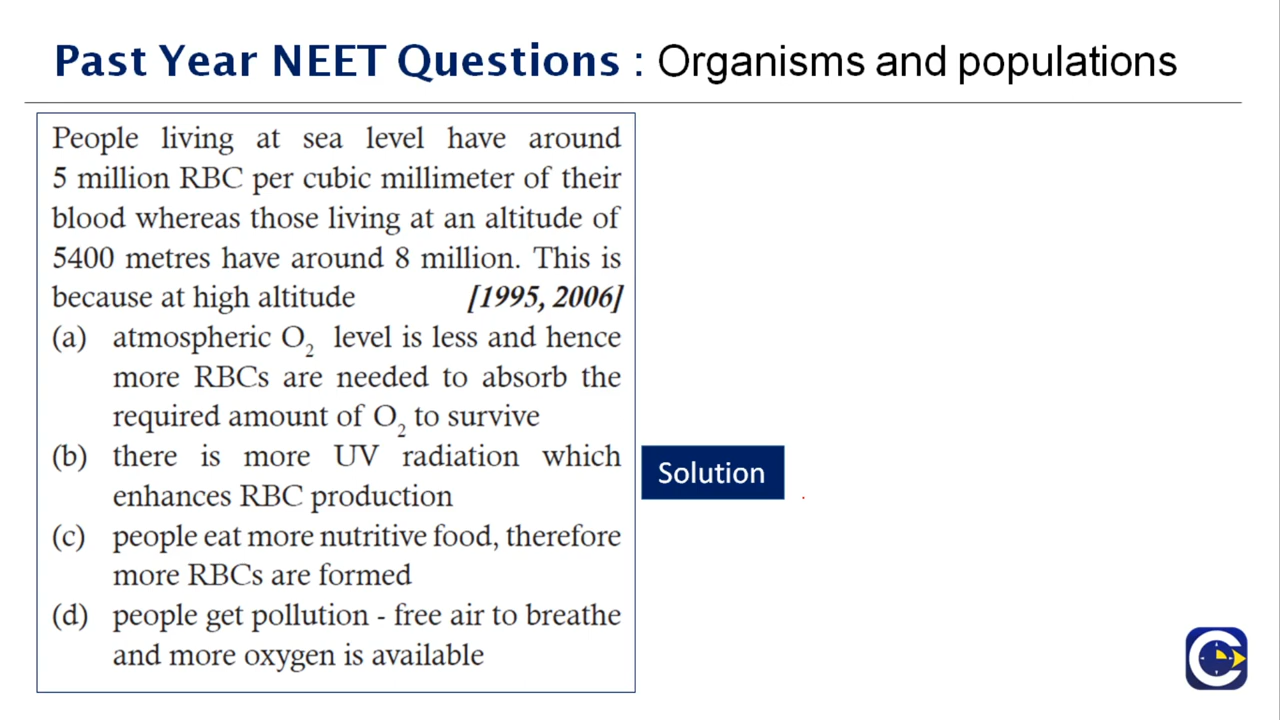 Past Year NEET Questions : Organisms and populations
People living at sea level have around
5 million RBC per cubic millimeter of their
blood whereas those living at an altitude of
5400 metres have around 8 million. This is
because at high altitude [1995, 2006]
(a) atmospheric O₂ level is less and hence
more RBCs are needed to absorb the
required amount of O₂ to survive
(b) there is more UV radiation which
enhances RBC production
(c) people eat more nutritive food, therefore
more RBCs are formed
(d) people get pollution - free air to breathe
and more oxygen is available
Solution